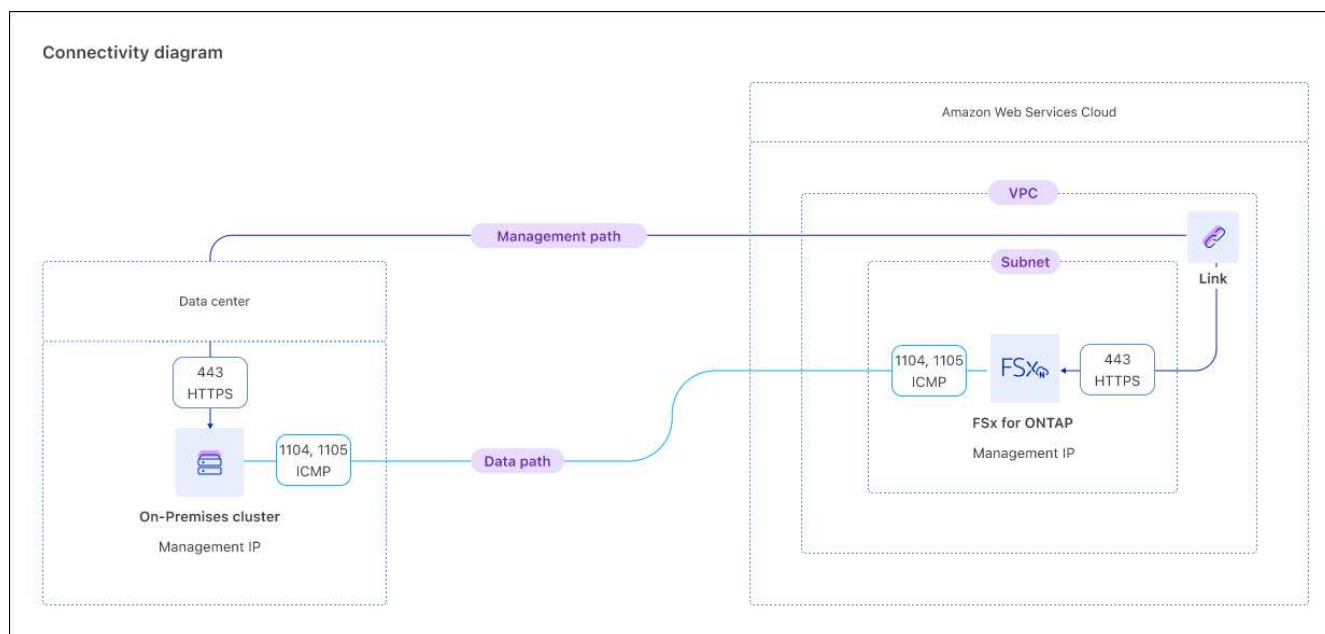 Connectivity diagram
Amazon Web Services Cloud
VPC
Management path
Subnet
Link
Data center
443
HTTPS
1104, 1105
ICMP
FSx
N
443
HTTPS
FSx for ONTAP
Management IP
1104, 1105
ICMP
Data path
On-Premises cluster
Management IP